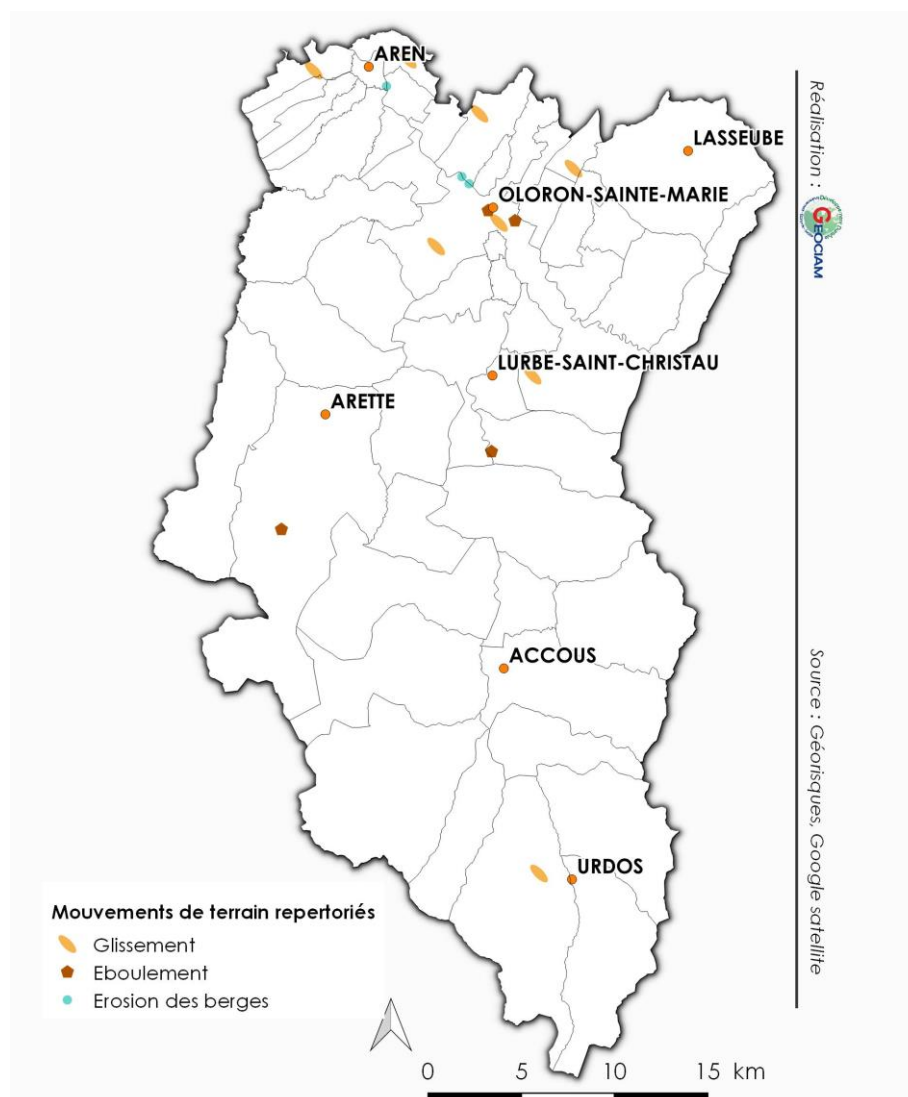 AREN
LASSEUBE
OLORON-SAINTE-MARIE
LURBE-SAINT-CHRISTAU
ARETTE
ACCOUS
URDOS
Mouvements de terrain repertoriés
Glissement
Eboulement
Erosion des berges
0 5 10 15 km
Réalisation :
GEOCIAM
Source : Géorisques, Google satellite